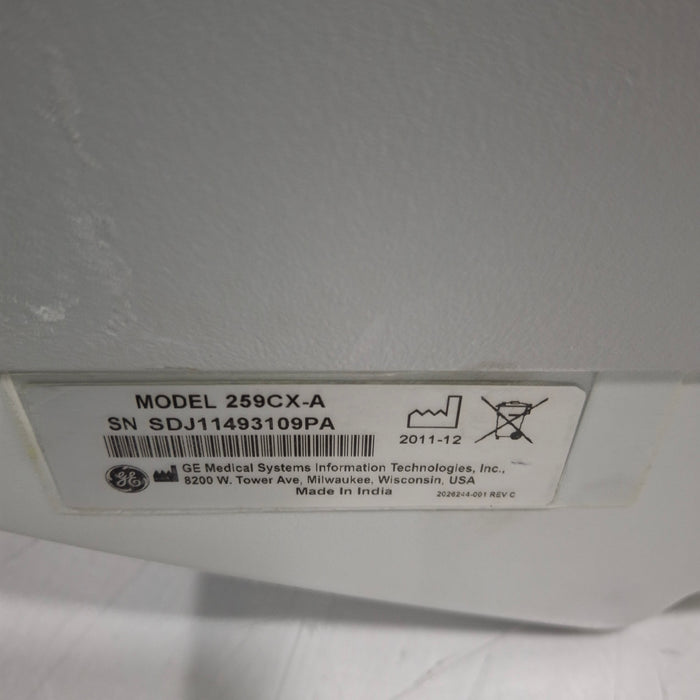 MODEL 259CX-A
SN SDJ11493109PA
2011-12
GE
GE Medical Systems Information Technologies, Inc.,
8200 W. Tower Ave, Milwaukee, Wisconsin, USA
Made In India
2026244-001 REV C